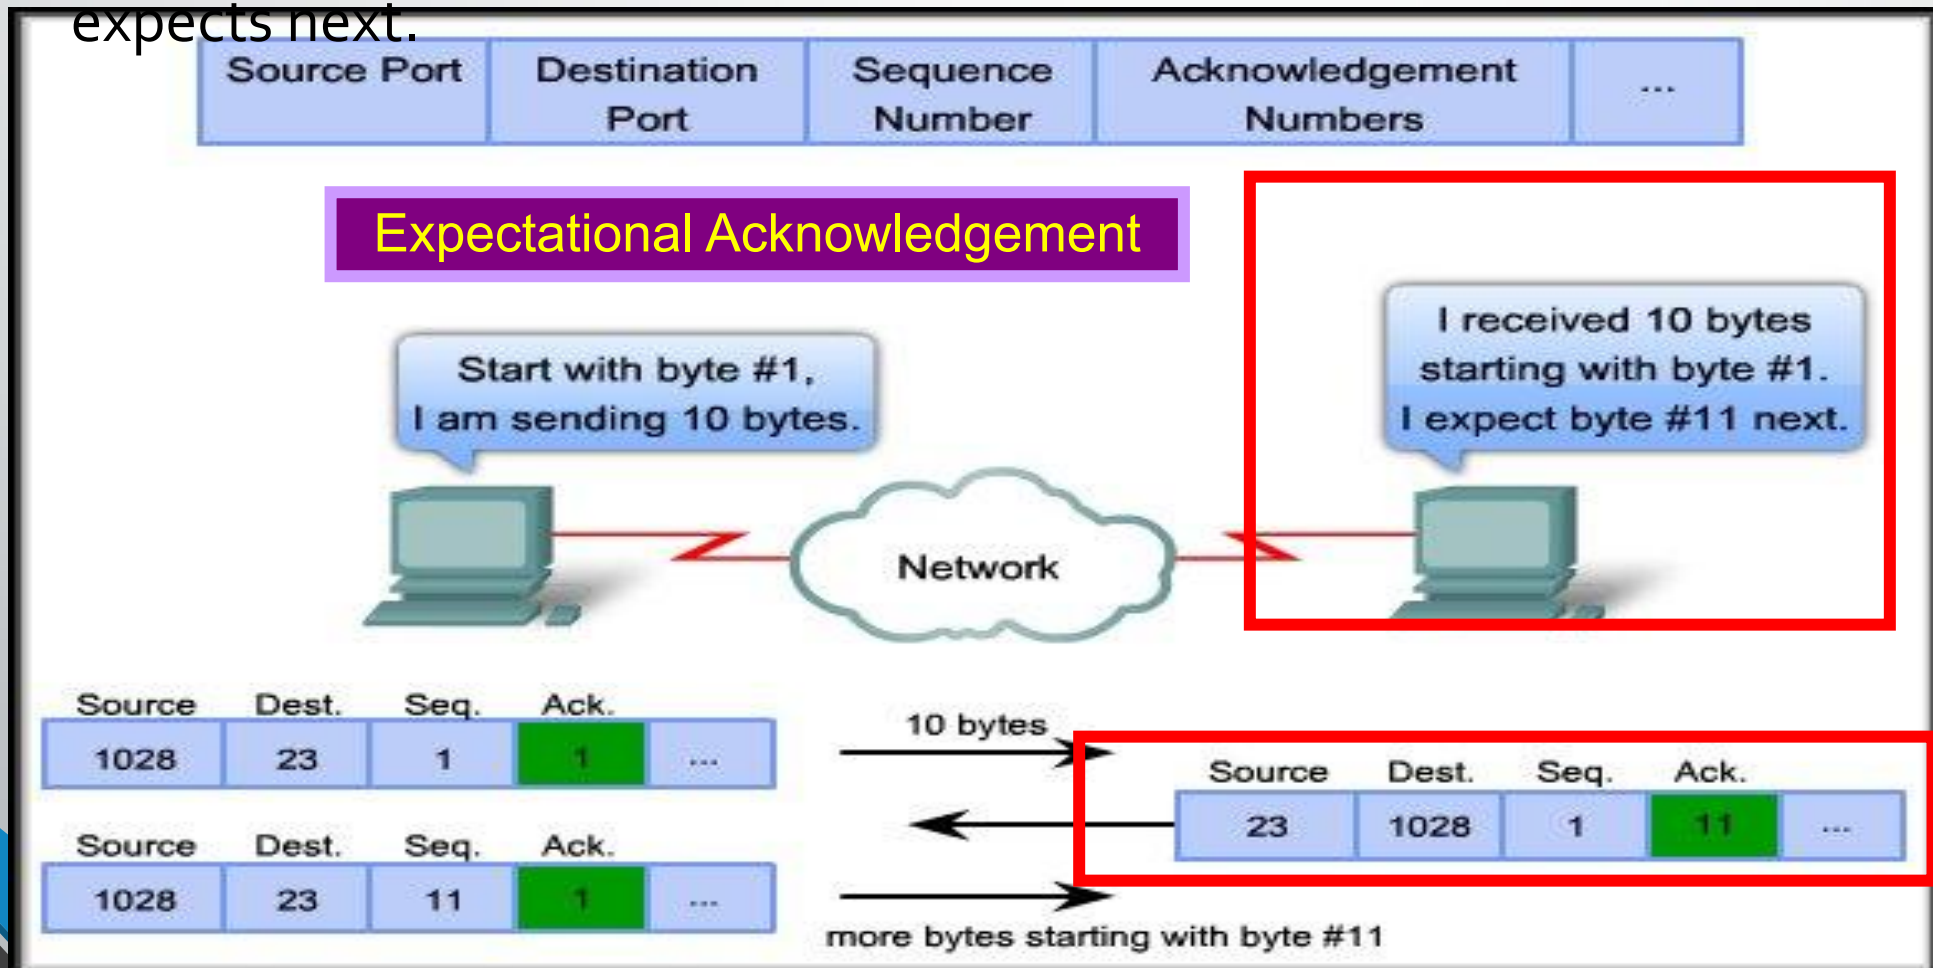 expects next.
Source Port Destination Sequence Acknowledgement ...
Port Number Numbers
Expectational Acknowledgement
Start with byte #1,
I am sending 10 bytes.
I received 10 bytes
starting with byte #1.
I expect byte #11 next.
Network
Source Dest. Seq. Ack.
1028 23 1 1 ...
10 bytes
Source Dest. Seq. Ack.
23 1028 1 11 ...
Source Dest. Seq. Ack.
1028 23 11 1 ...
more bytes starting with byte #11